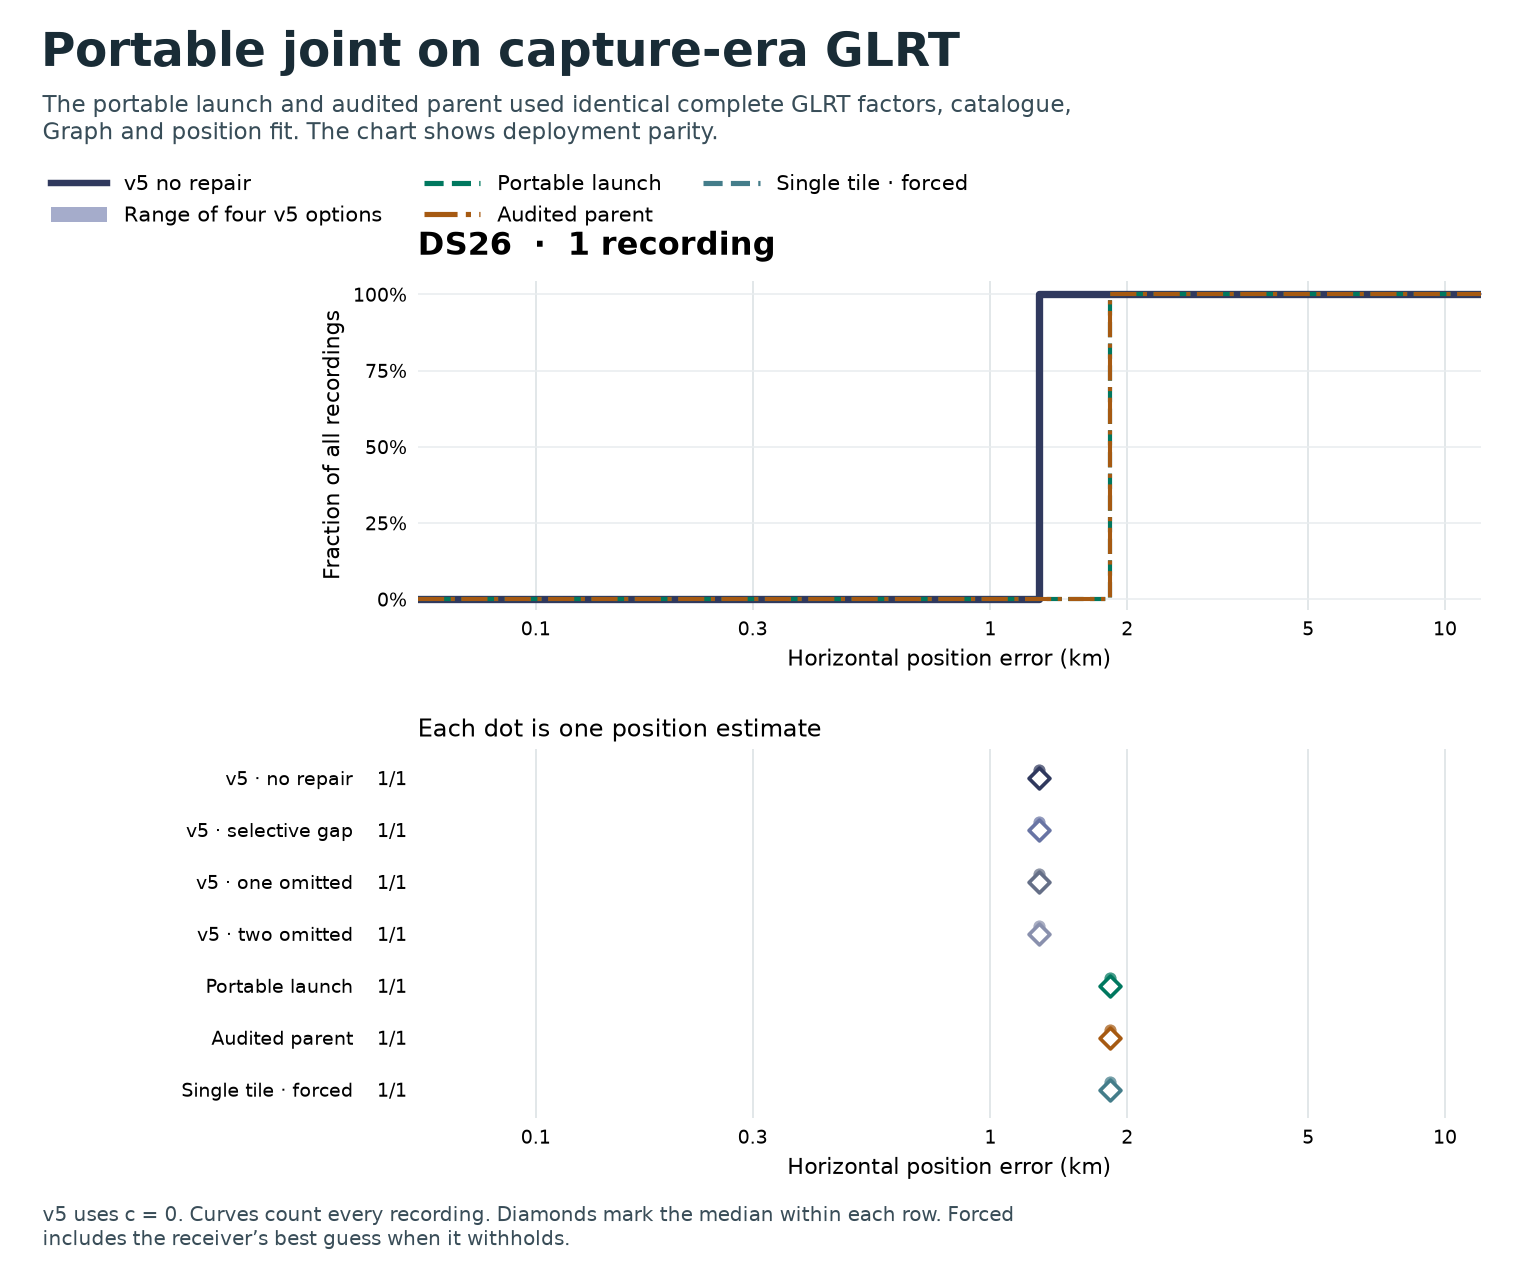 Portable joint on capture-era GLRT
The portable launch and audited parent used identical complete GLRT factors, catalogue,
Graph and position fit. The chart shows deployment parity.
v5 no repair
Portable launch
Single tile · forced
Range of four v5 options
Audited parent
DS26 · 1 recording
Fraction of all recordings
100%
75%
50%
25%
0%
0.1 0.3 1 2 5 10
Horizontal position error (km)
Each dot is one position estimate
v5 · no repair 1/1
v5 · selective gap 1/1
v5 · one omitted 1/1
v5 · two omitted 1/1
Portable launch 1/1
Audited parent 1/1
Single tile · forced 1/1
0.1 0.3 1 2 5 10
Horizontal position error (km)
v5 uses c = 0. Curves count every recording. Diamonds mark the median within each row. Forced
includes the receiver’s best guess when it withholds.